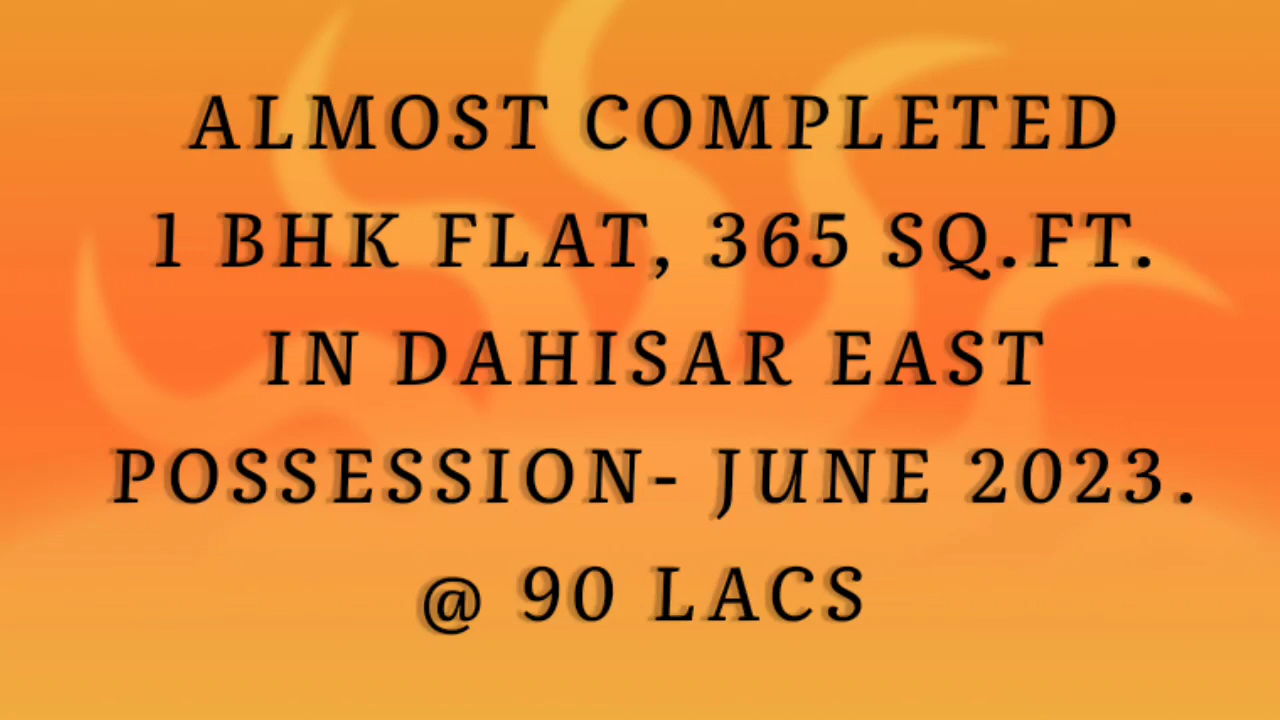 ALMOST COMPLETED
1 BHK FLAT, 365 SQ.FT.
IN DAHISAR EAST
POSSESSION- JUNE 2023.
@ 90 LACS